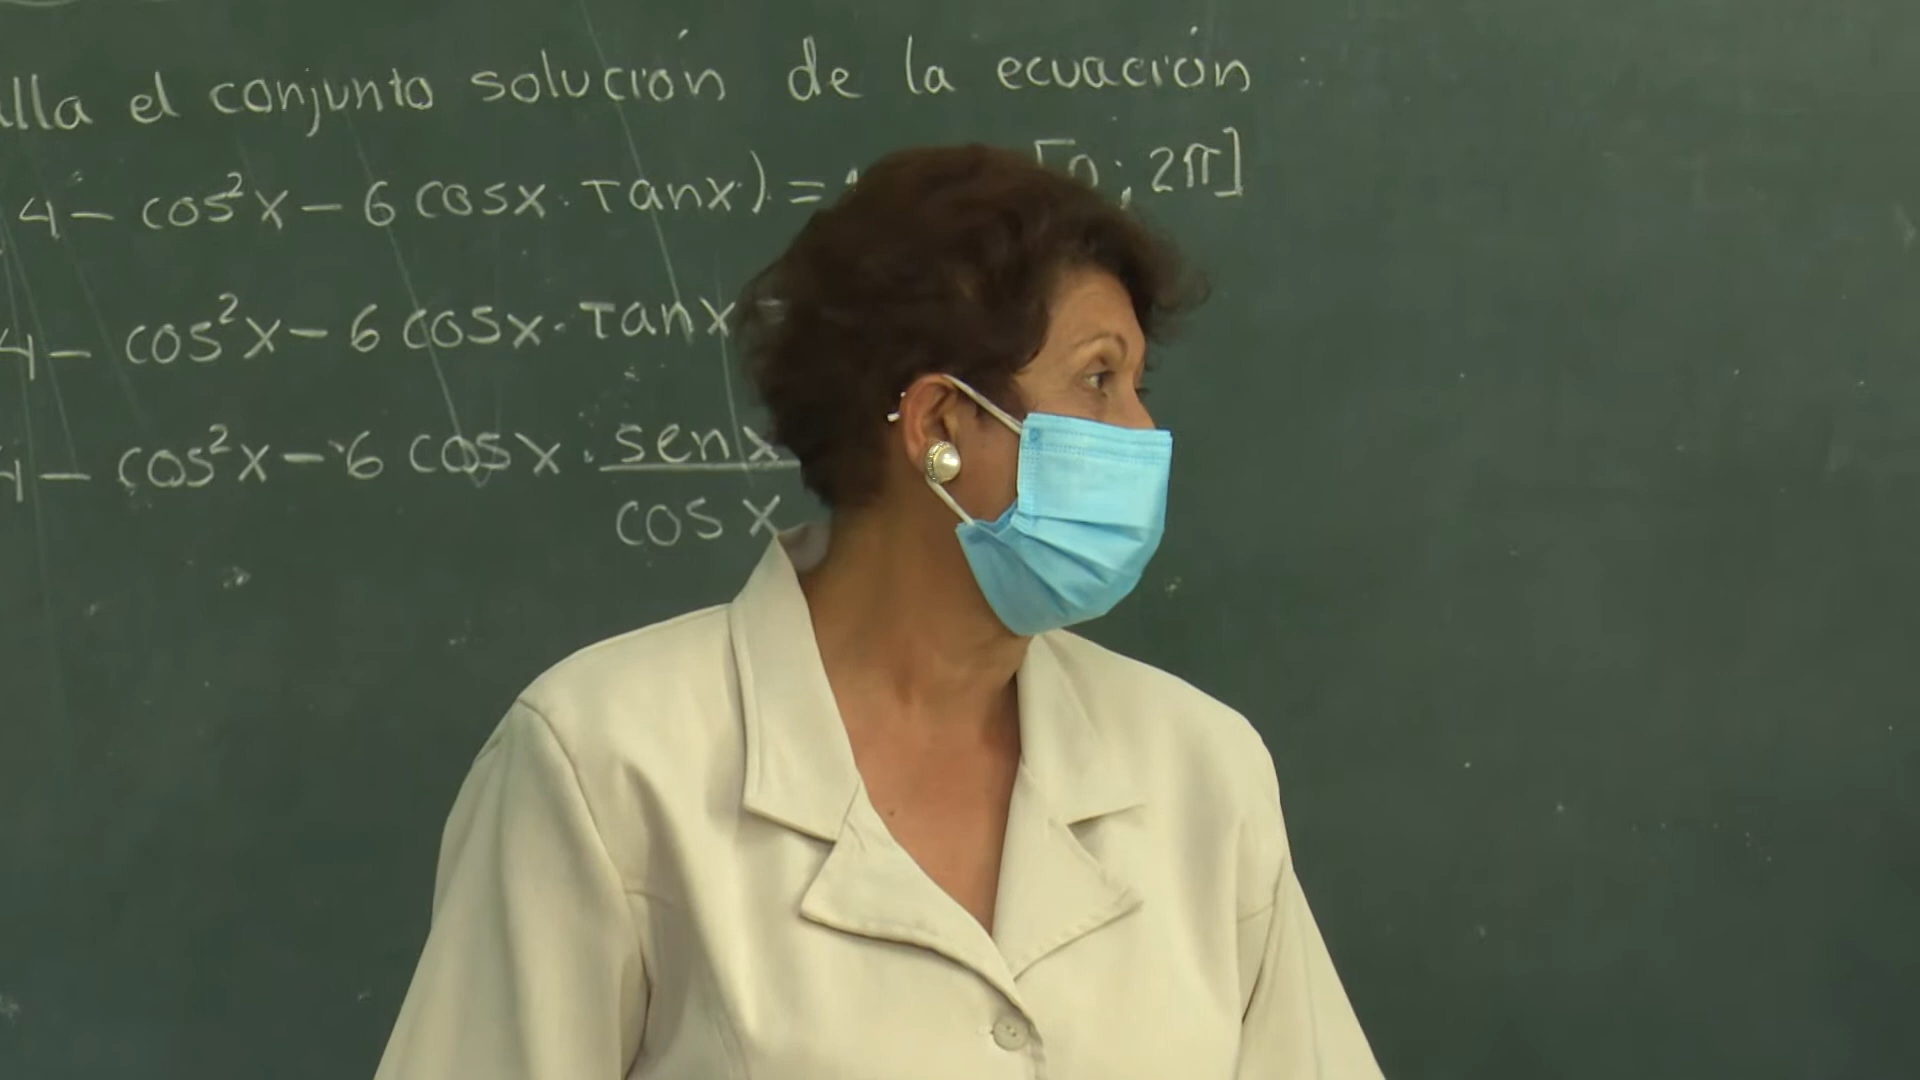 el conjunto solución de la ecuación
4 - cos²x - 6 cosx · Tanx) = [0; 2π]
4 - cos²x - 6 cosx · Tanx =
4 - cos²x - 6 cosx · senx
cosx